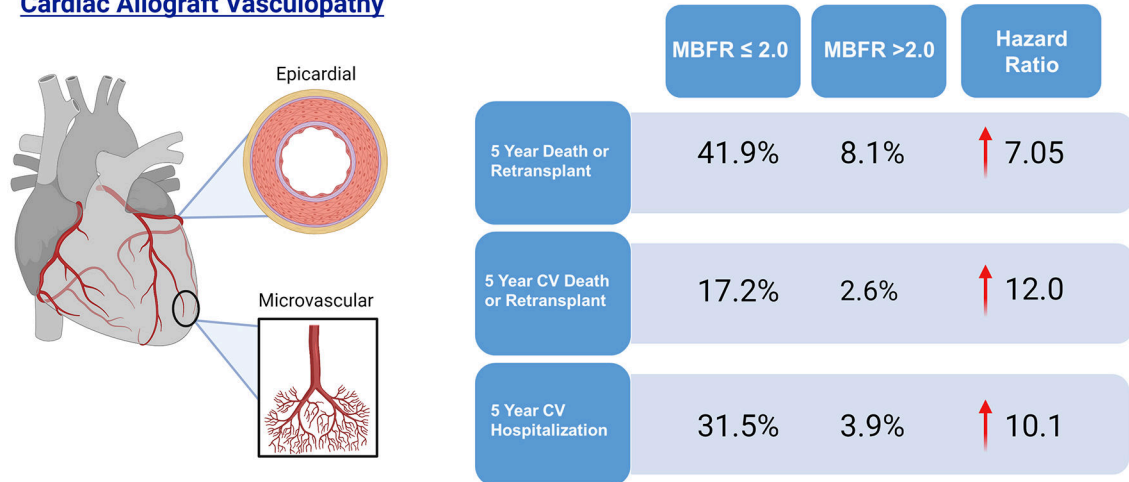 Cardiac Allograft Vasculopathy
Epicardial
Microvascular
MBFR ≤ 2.0
MBFR >2.0
Hazard
Ratio
5 Year Death or
Retransplant
41.9%
8.1%
7.05
5 Year CV Death
or Retransplant
17.2%
2.6%
12.0
5 Year CV
Hospitalization
31.5%
3.9%
10.1